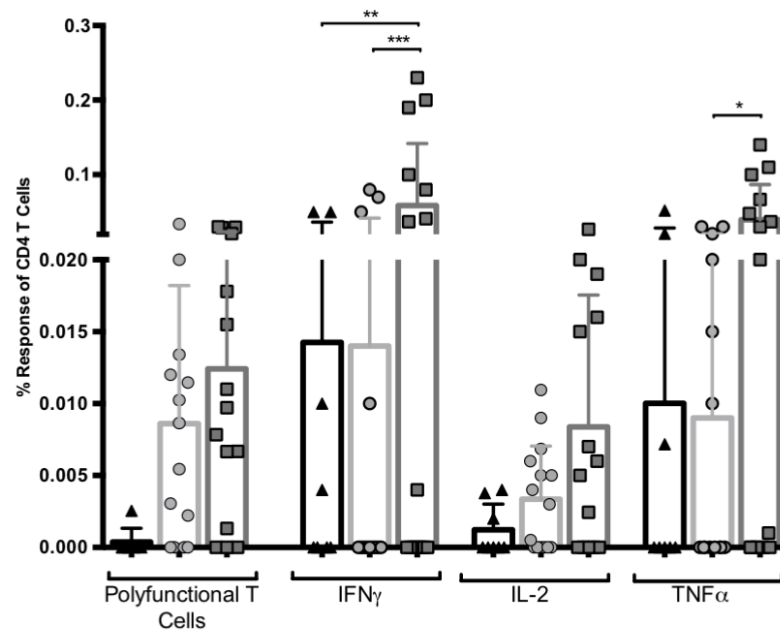 0.3
**
***
0.2
*
0.1
0.020
0.015
0.010
0.005
0.000
% Response of CD4 T Cells
Polyfunctional T
Cells
IFNγ
IL-2
TNFα